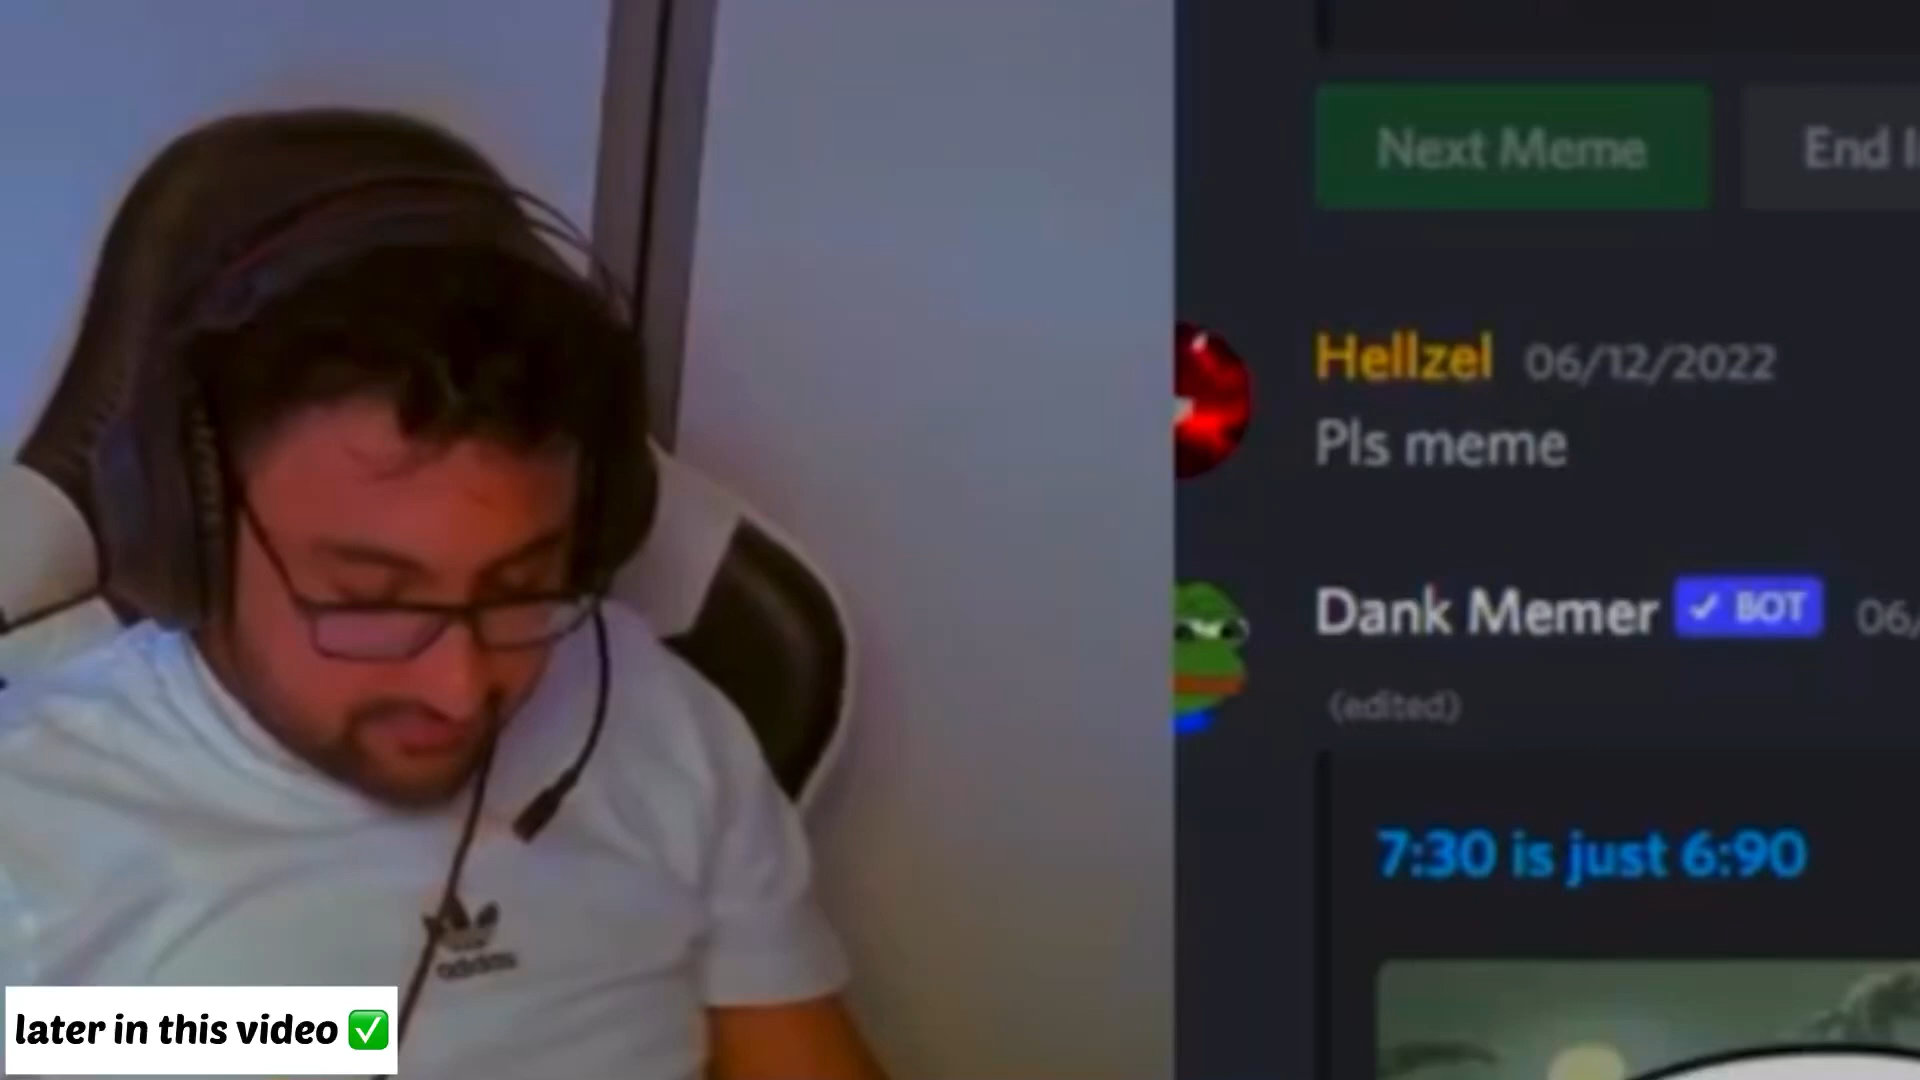 Next Meme
End
Hellzel 06/12/2022
Pls meme
Dank Memer ✓ BOT 06/
(edited)
7:30 is just 6:90
adidas
later in this video ✅